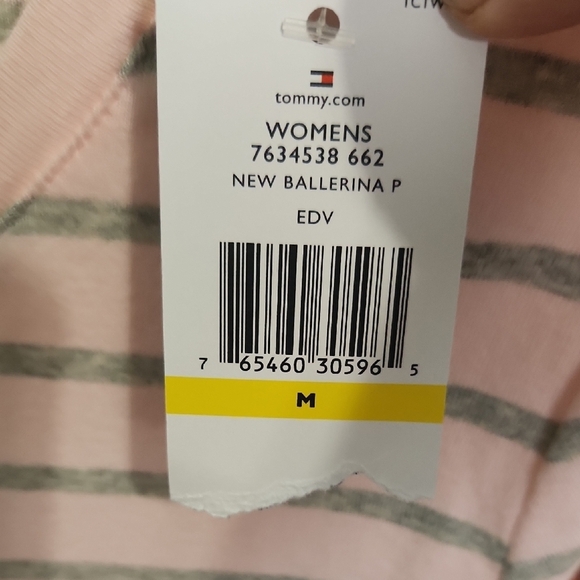 tommy.com
WOMENS
7634538 662
NEW BALLERINA P
EDV
7 65460 30596 5
M